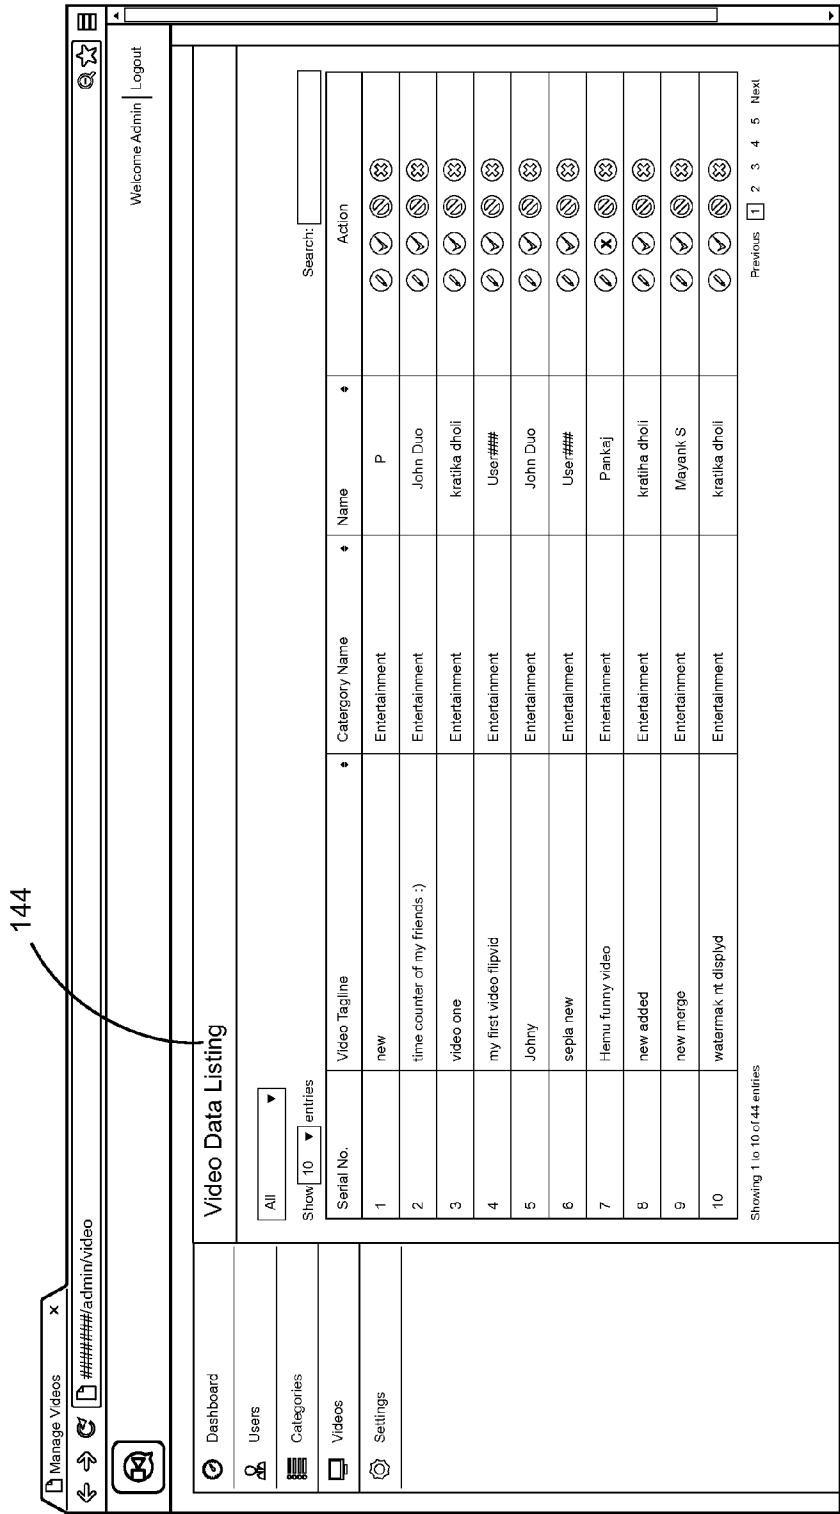 144
Manage Videos x
########/admin/video
Welcome Admin | Logout
Dashboard
Users
Categories
Videos
Settings
Video Data Listing
All
Show 10 entries
Search:
Serial No. Video Tagline Catergory Name Name Action
1 new Entertainment P
2 time counter of my friends :) Entertainment John Duo
3 video one Entertainment kratika dholi
4 my first video flipvid Entertainment User###
5 Johny Entertainment John Duo
6 sepla new Entertainment User###
7 Hemu funny video Entertainment Pankaj
8 new added Entertainment kratiha dholi
9 new merge Entertainment Mayank S
10 watermak nt displyd Entertainment kratika dholi
Showing 1 to 10 of 44 entries
Previous 1 2 3 4 5 Next